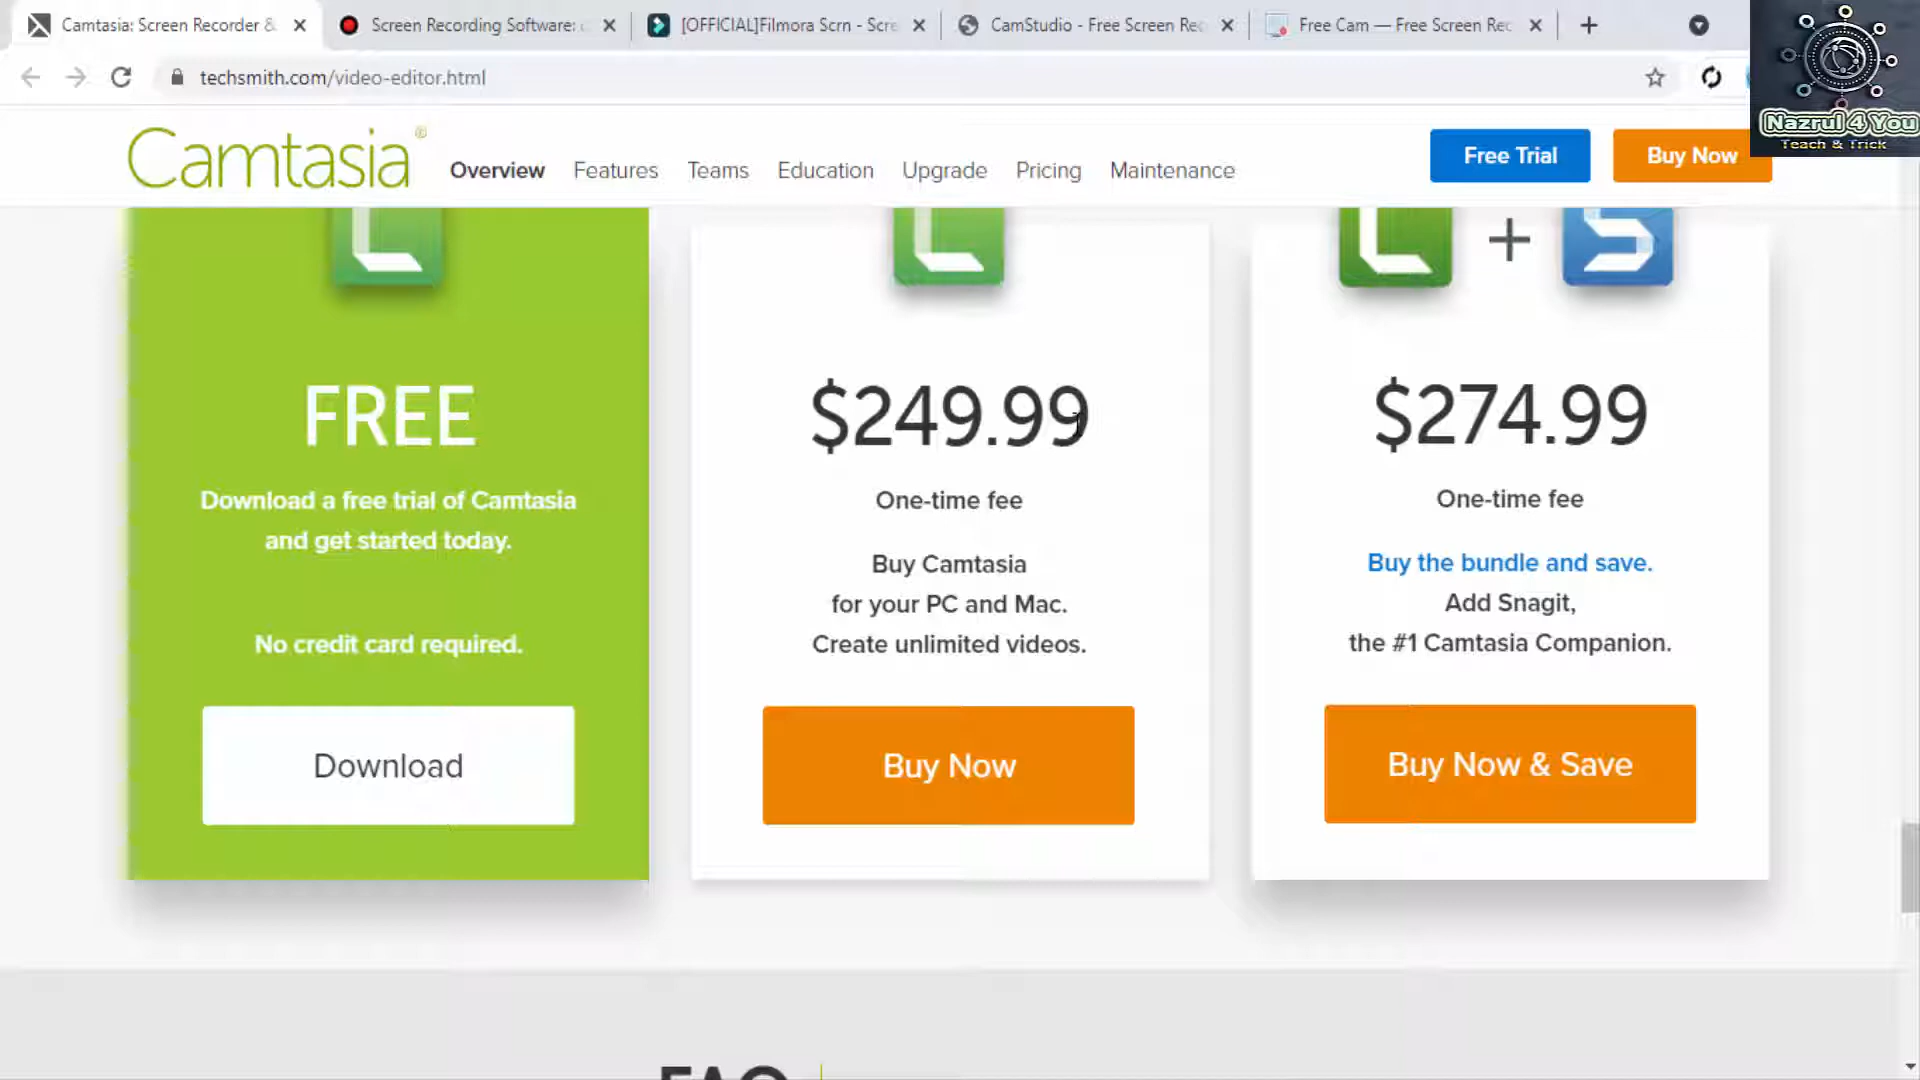 Camtasia: Screen Recorder &
Screen Recording Software:
[OFFICIAL]Filmora Scrn - Scre
CamStudio - Free Screen Rec
Free Cam — Free Screen Rec
techsmith.com/video-editor.html
Nazrul 4 You
Teach & Trick
Camtasia®
Overview
Features
Teams
Education
Upgrade
Pricing
Maintenance
Free Trial
Buy Now
FREE
Download a free trial of Camtasia
and get started today.
No credit card required.
Download
$249.99
One-time fee
Buy Camtasia
for your PC and Mac.
Create unlimited videos.
Buy Now
+
$274.99
One-time fee
Buy the bundle and save.
Add Snagit,
the #1 Camtasia Companion.
Buy Now & Save
FAQ